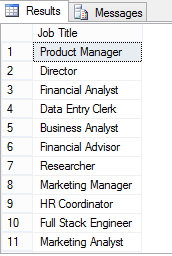 Results Messages
Job Title
1 Product Manager
2 Director
3 Financial Analyst
4 Data Entry Clerk
5 Business Analyst
6 Financial Advisor
7 Researcher
8 Marketing Manager
9 HR Coordinator
10 Full Stack Engineer
11 Marketing Analyst